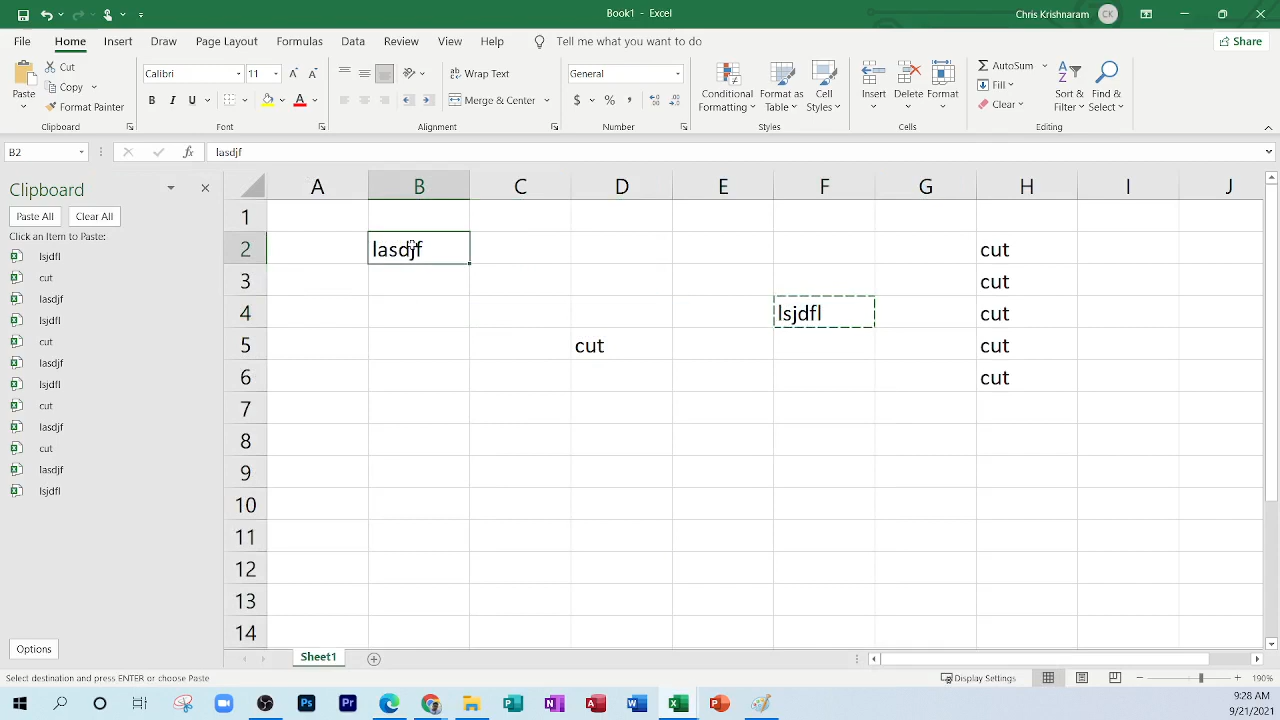 Book1 - Excel
Chris Krishnaram CK
File Home Insert Draw Page Layout Formulas Data Review View Help Tell me what you want to do Share
Paste
Cut
Copy
Format Painter
Clipboard
Calibri 11
B I U A
Font
Wrap Text
Merge & Center
Alignment
General
$ % ,
Number
Conditional Formatting
Format as Table
Cell Styles
Styles
Insert
Delete
Format
Cells
AutoSum
Fill
Clear
Sort & Filter
Find & Select
Editing
B2 fx lasdjf
Clipboard
Paste All Clear All
Click an Item to Paste:
lsjdfl
cut
lasdjf
lsjdfl
cut
lasdjf
lsjdfl
cut
lasdjf
cut
lasdjf
lsjdfl
Options
A B C D E F G H I J
1
2 lasdjf cut
3 cut
4 lsjdfl cut
5 cut cut
6 cut
7
8
9
10
11
12
13
14
Sheet1
Select destination and press ENTER or choose Paste
Display Settings
190%
9:28 AM
9/21/2021